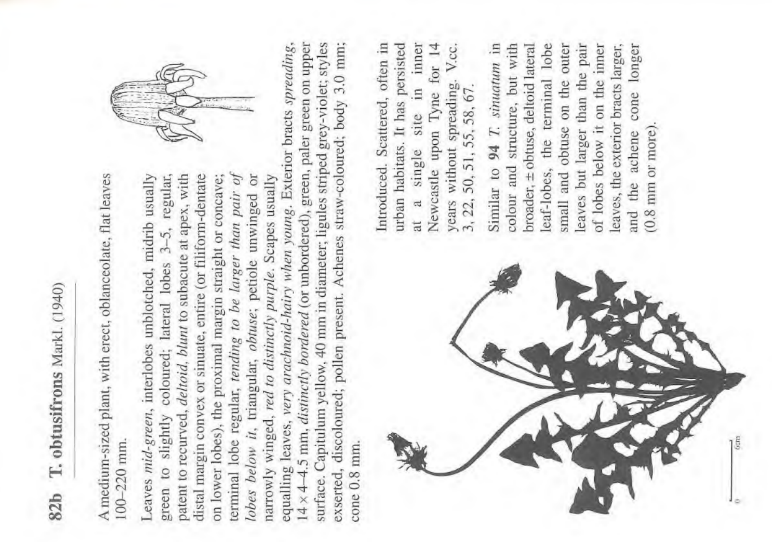 82b T. obtusifrons Markl. (1940)
A medium-sized plant, with erect, oblanceolate, flat leaves
100–220 mm.
Leaves mid-green, interlobes unblotched, midrib usually
green to slightly coloured; lateral lobes 3–5, regular,
patent to recurved, deltoid, blunt to subacute at apex, with
distal margin convex or sinuate, entire (or filiform-dentate
on lower lobes), the proximal margin straight or concave;
terminal lobe regular, tending to be larger than pair of
lobes below it, triangular, obtuse; petiole unwinged or
narrowly winged, red to distinctly purple. Scapes usually
equalling leaves, very arachnoid-hairy when young. Exterior bracts spreading,
14 x 4–4.5 mm, distinctly bordered (or unbordered), green, paler green on upper
surface. Capitulum yellow, 40 mm in diameter; ligules striped grey-violet; styles
exserted, discoloured; pollen present. Achenes straw-coloured; body 3.0 mm;
cone 0.8 mm.
Introduced. Scattered, often in
urban habitats. It has persisted
at a single site in inner
Newcastle upon Tyne for 14
years without spreading. V.cc.
3, 22, 50, 51, 55, 58, 67.
Similar to 94 T. sinuatum in
colour and structure, but with
broader, ± obtuse, deltoid lateral
leaf-lobes, the terminal lobe
small and obtuse on the outer
leaves but larger than the pair
of lobes below it on the inner
leaves, the exterior bracts larger,
and the achene cone longer
(0.8 mm or more).
0 6cm